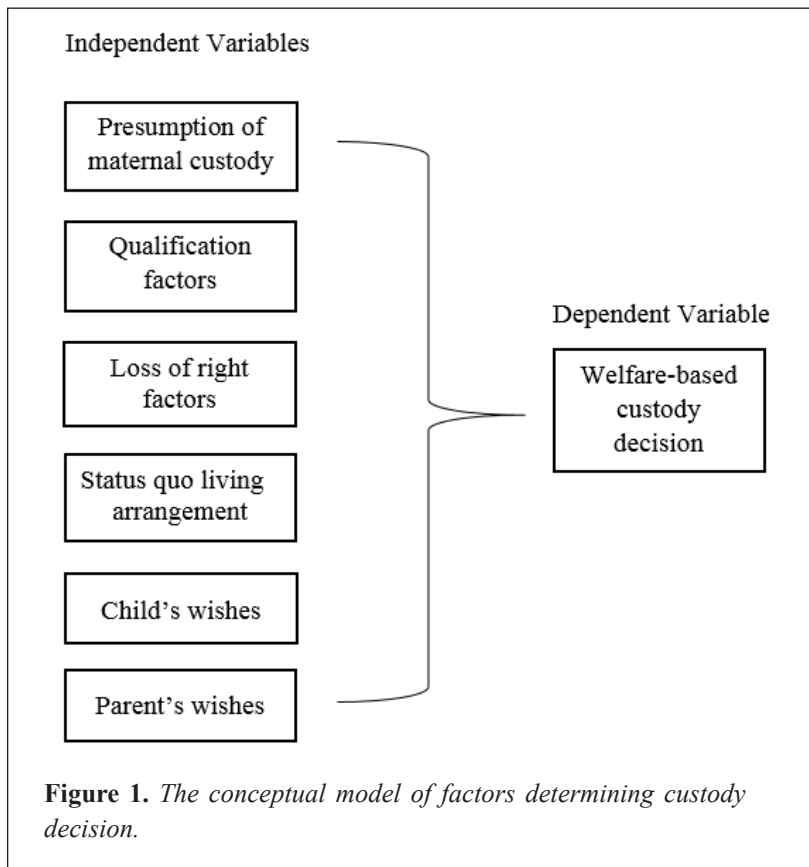 Independent Variables
Presumption of
maternal custody
Qualification
factors
Loss of right
factors
Status quo living
arrangement
Child’s wishes
Parent’s wishes
Dependent Variable
Welfare-based
custody
decision
Figure 1. The conceptual model of factors determining custody
decision.